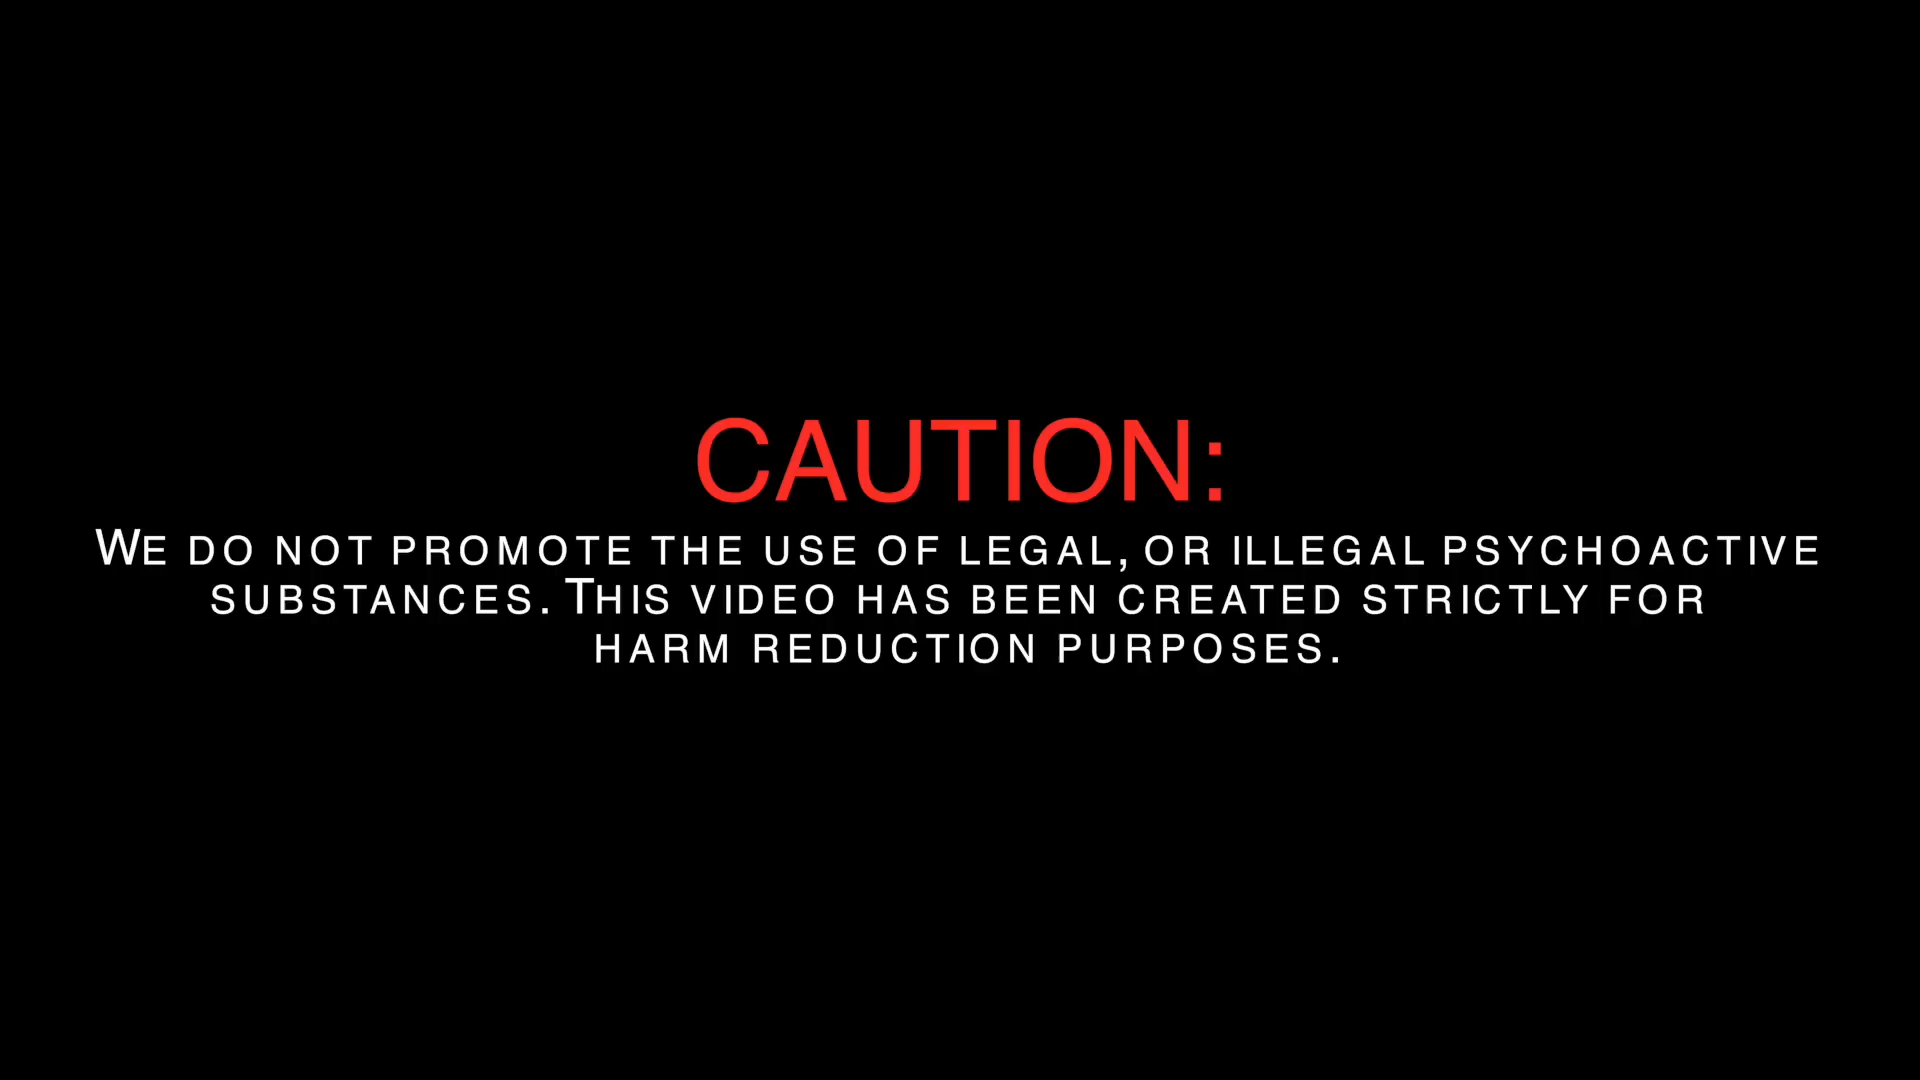 CAUTION:
WE DO NOT PROMOTE THE USE OF LEGAL, OR ILLEGAL PSYCHOACTIVE
SUBSTANCES. THIS VIDEO HAS BEEN CREATED STRICTLY FOR
HARM REDUCTION PURPOSES.